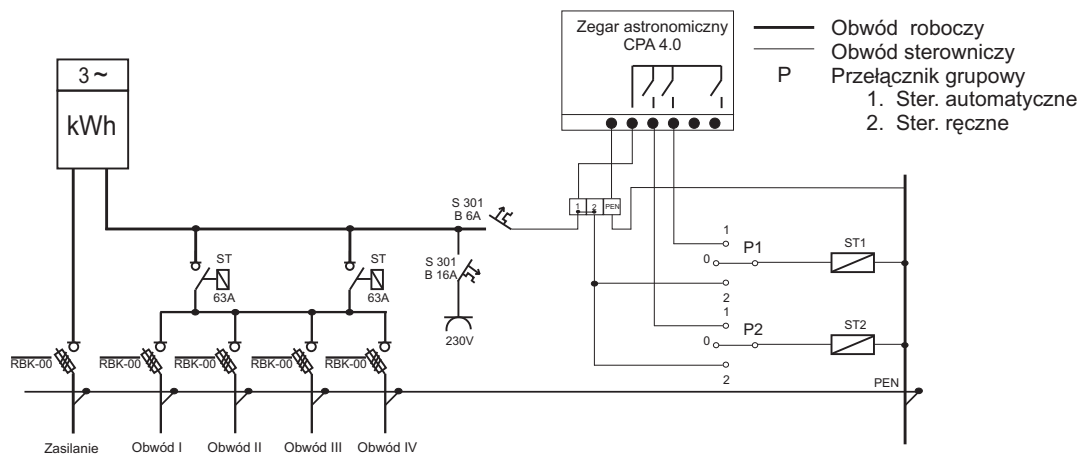 Zegar astronomiczny
CPA 4.0
Obwód roboczy
Obwód sterowniczy
P Przełącznik grupowy
1. Ster. automatyczne
2. Ster. ręczne
3 ~
kWh
S 301
B 6A
1 2 PEN
ST
63A
ST
63A
S 301
B 16A
230V
1
P1
0
2
ST1
1
P2
0
2
ST2
RBK-00
RBK-00
RBK-00
RBK-00
RBK-00
PEN
Zasilanie
Obwód I
Obwód II
Obwód III
Obwód IV